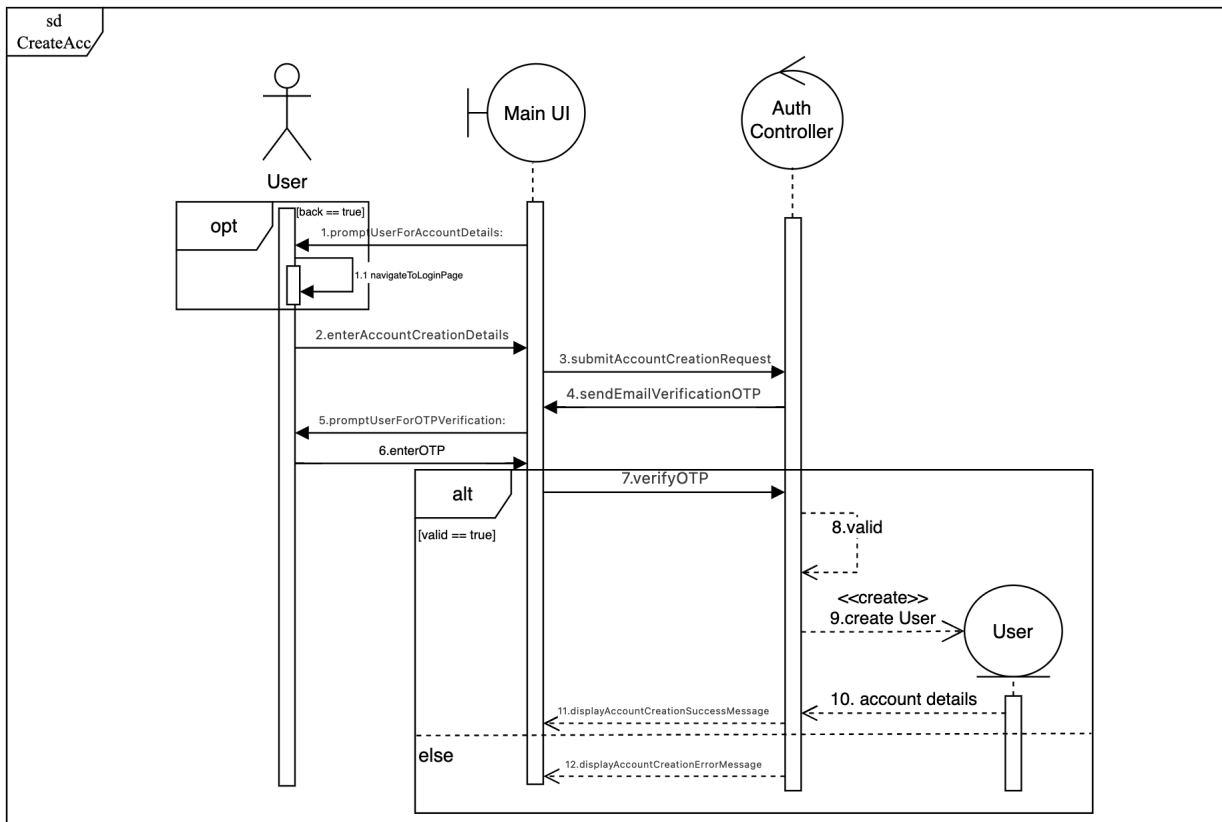 sd
CreateAcc
Main UI
Auth
Controller
User
opt
[back == true]
1.promptUserForAccountDetails:
1.1 navigateToLoginPage
2.enterAccountCreationDetails
3.submitAccountCreationRequest
4.sendEmailVerificationOTP
5.promptUserForOTPVerification:
6.enterOTP
alt
7.verifyOTP
[valid == true]
8.valid
<<create>>
9.create User
User
10. account details
11.displayAccountCreationSuccessMessage
else
12.displayAccountCreationErrorMessage